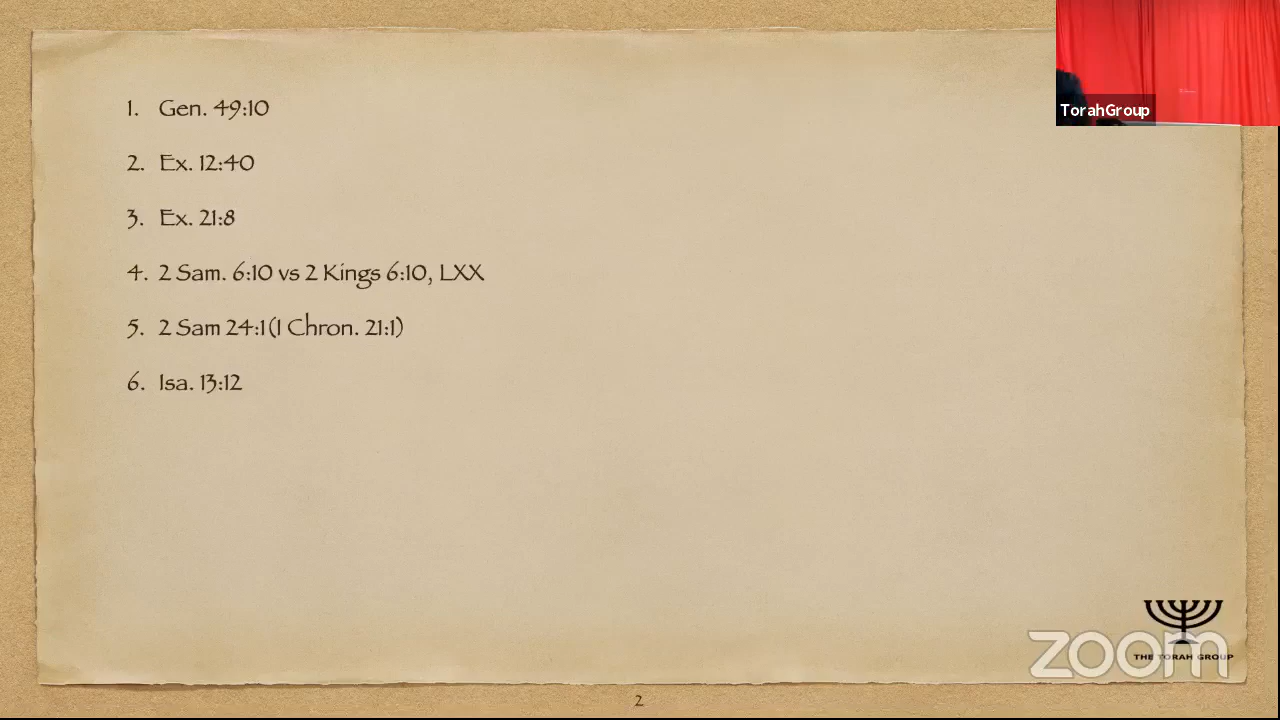 TorahGroup
1. Gen. 49:10
2. Ex. 12:40
3. Ex. 21:8
4. 2 Sam. 6:10 vs 2 Kings 6:10, LXX
5. 2 Sam 24:1(1 Chron. 21:1)
6. Isa. 13:12
zoom
THE TORAH GROUP
2